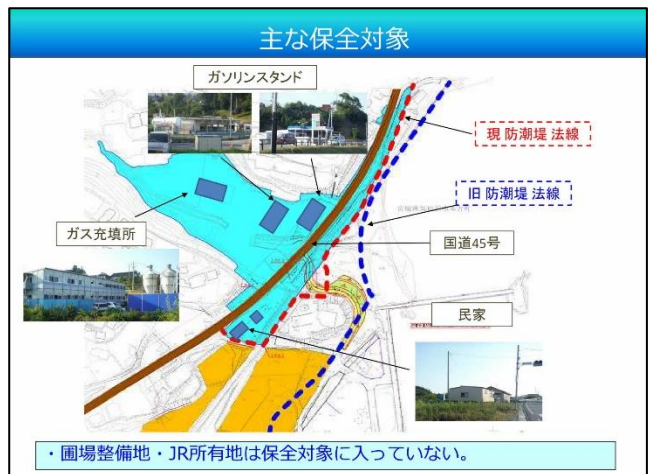 主な保全対象
ガソリンスタンド
現 防潮堤 法線
旧 防潮堤 法線
ガス充填所
国道45号
民家
・圃場整備地・JR所有地は保全対象に入っていない。